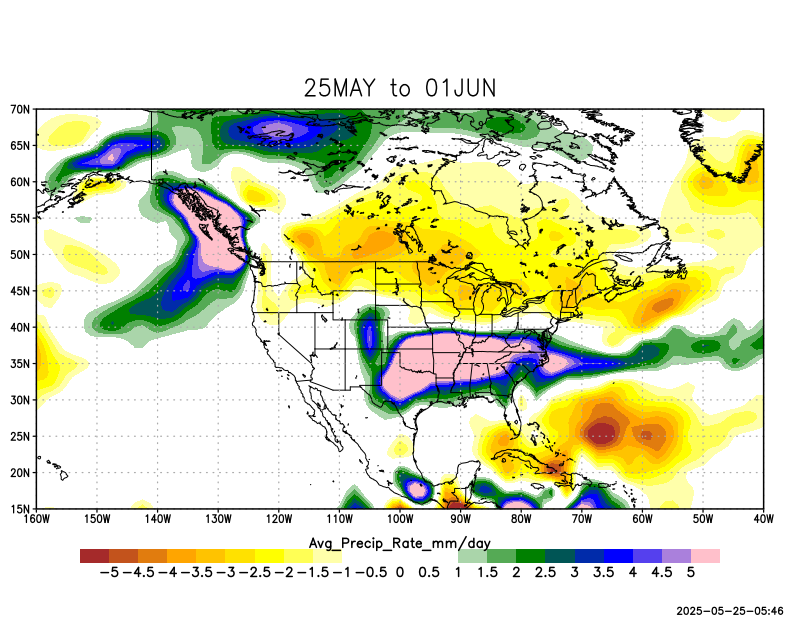 25MAY to 01JUN
70N
65N
60N
55N
50N
45N
40N
35N
30N
25N
20N
15N
160W 150W 140W 130W 120W 110W 100W 90W 80W 70W 60W 50W 40W
Avg_Precip_Rate_mm/day
−5 −4.5 −4 −3.5 −3 −2.5 −2 −1.5 −1 −0.5 0 0.5 1 1.5 2 2.5 3 3.5 4 4.5 5
2025-05-25-05:46